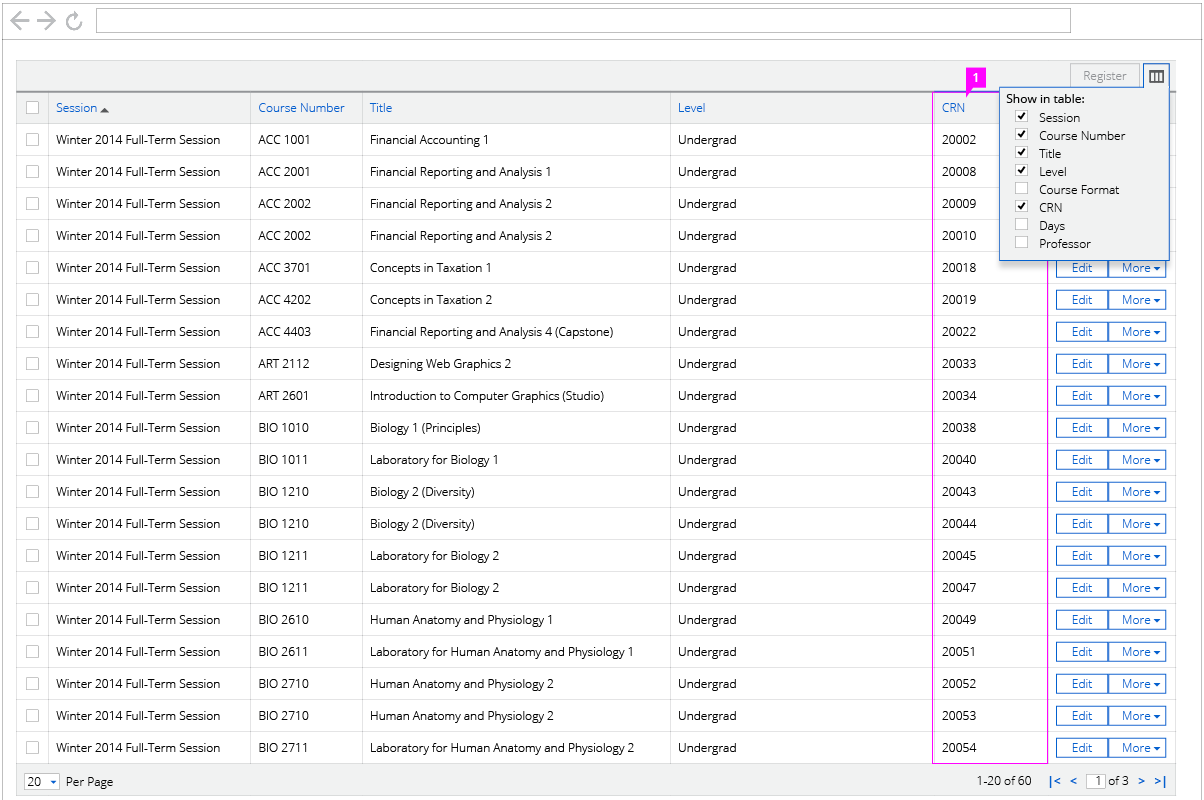 Register
1
Show in table:
Session
Course Number
Title
Level
Course Format
CRN
Days
Professor
Session Course Number Title Level CRN
Winter 2014 Full-Term Session ACC 1001 Financial Accounting 1 Undergrad 20002
Winter 2014 Full-Term Session ACC 2001 Financial Reporting and Analysis 1 Undergrad 20008
Winter 2014 Full-Term Session ACC 2002 Financial Reporting and Analysis 2 Undergrad 20009
Winter 2014 Full-Term Session ACC 2002 Financial Reporting and Analysis 2 Undergrad 20010
Winter 2014 Full-Term Session ACC 3701 Concepts in Taxation 1 Undergrad 20018 Edit More
Winter 2014 Full-Term Session ACC 4202 Concepts in Taxation 2 Undergrad 20019 Edit More
Winter 2014 Full-Term Session ACC 4403 Financial Reporting and Analysis 4 (Capstone) Undergrad 20022 Edit More
Winter 2014 Full-Term Session ART 2112 Designing Web Graphics 2 Undergrad 20033 Edit More
Winter 2014 Full-Term Session ART 2601 Introduction to Computer Graphics (Studio) Undergrad 20034 Edit More
Winter 2014 Full-Term Session BIO 1010 Biology 1 (Principles) Undergrad 20038 Edit More
Winter 2014 Full-Term Session BIO 1011 Laboratory for Biology 1 Undergrad 20040 Edit More
Winter 2014 Full-Term Session BIO 1210 Biology 2 (Diversity) Undergrad 20043 Edit More
Winter 2014 Full-Term Session BIO 1210 Biology 2 (Diversity) Undergrad 20044 Edit More
Winter 2014 Full-Term Session BIO 1211 Laboratory for Biology 2 Undergrad 20045 Edit More
Winter 2014 Full-Term Session BIO 1211 Laboratory for Biology 2 Undergrad 20047 Edit More
Winter 2014 Full-Term Session BIO 2610 Human Anatomy and Physiology 1 Undergrad 20049 Edit More
Winter 2014 Full-Term Session BIO 2611 Laboratory for Human Anatomy and Physiology 1 Undergrad 20051 Edit More
Winter 2014 Full-Term Session BIO 2710 Human Anatomy and Physiology 2 Undergrad 20052 Edit More
Winter 2014 Full-Term Session BIO 2710 Human Anatomy and Physiology 2 Undergrad 20053 Edit More
Winter 2014 Full-Term Session BIO 2711 Laboratory for Human Anatomy and Physiology 2 Undergrad 20054 Edit More
20 Per Page 1-20 of 60 |< < 1 of 3 > >|